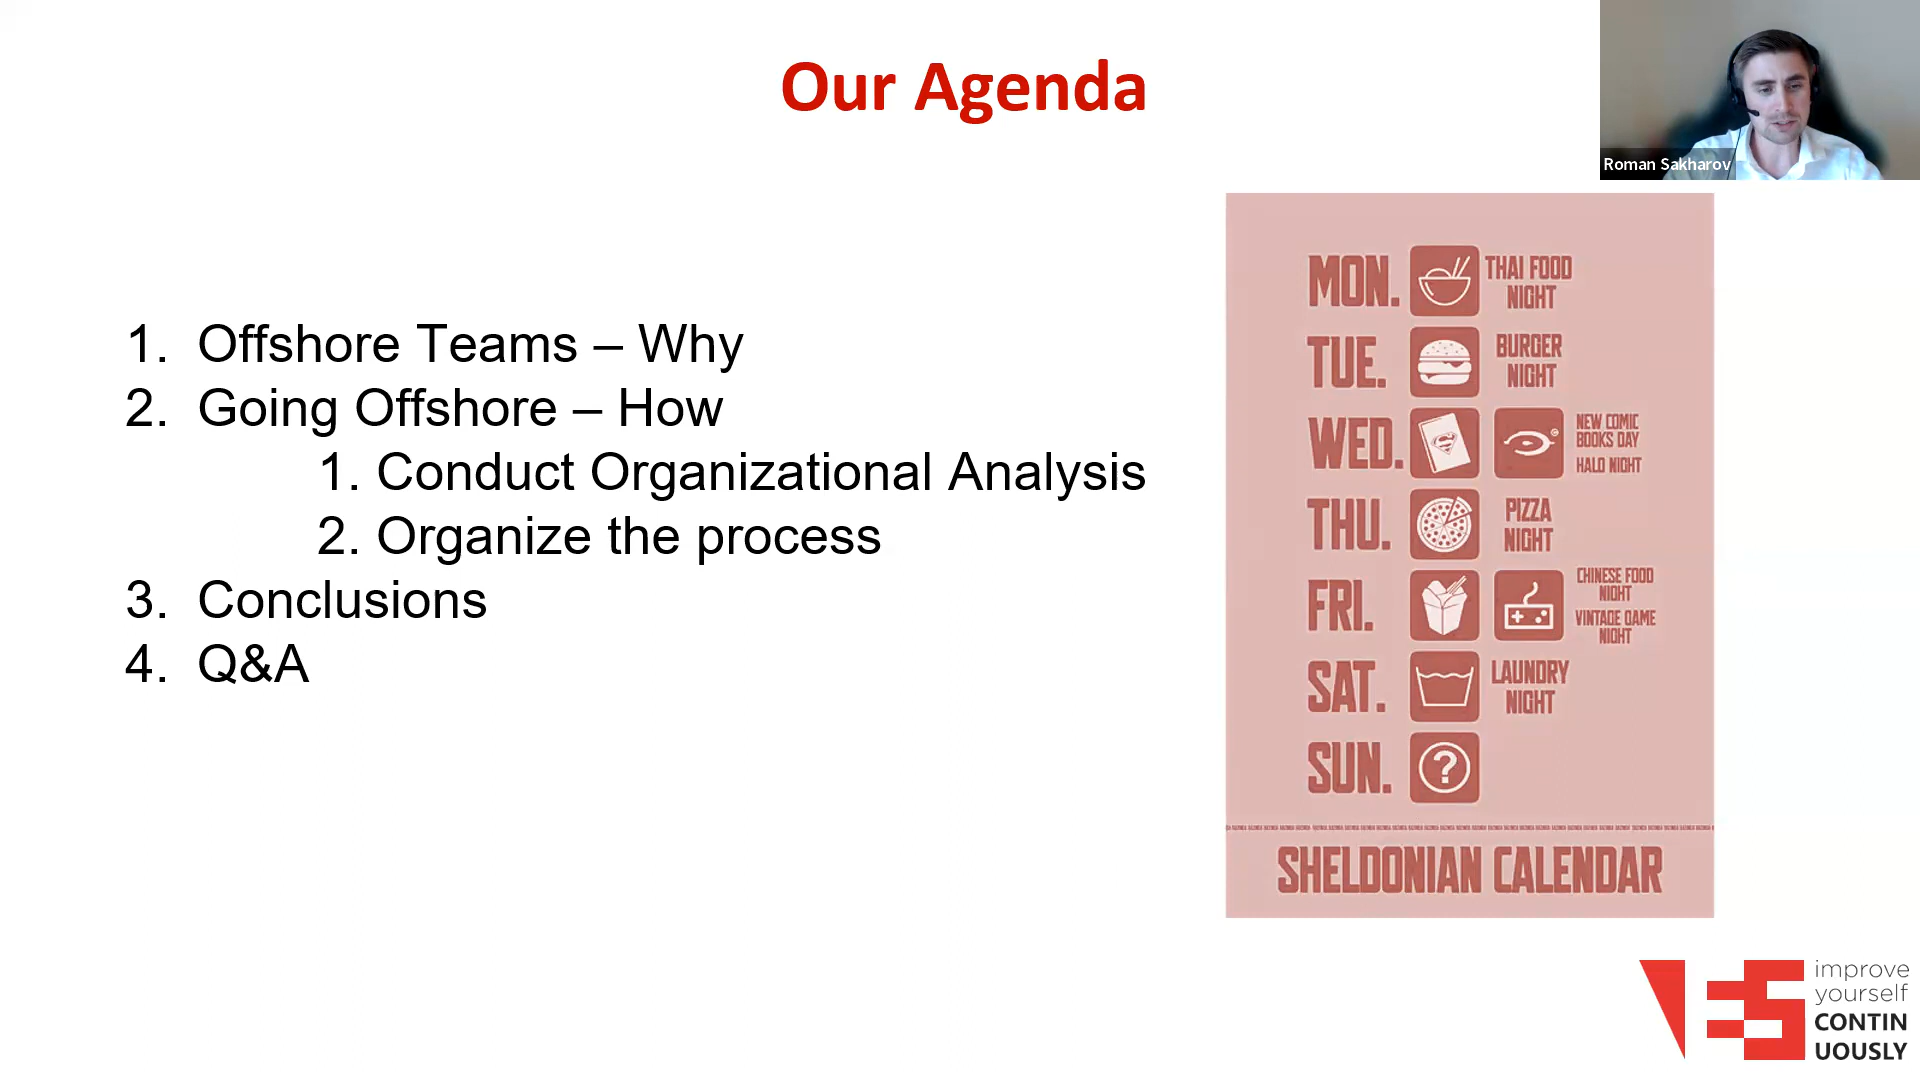 Our Agenda
Roman Sakharov
1. Offshore Teams – Why
2. Going Offshore – How
1. Conduct Organizational Analysis
2. Organize the process
3. Conclusions
4. Q&A
MON.
THAI FOOD
NIGHT
TUE.
BURGER
NIGHT
WED.
NEW COMIC
BOOKS DAY
HALO NIGHT
THU.
PIZZA
NIGHT
FRI.
CHINESE FOOD
NIGHT
VINTAGE GAME
NIGHT
SAT.
LAUNDRY
NIGHT
SUN.
?
SHELDONIAN CALENDAR
improve
yourself
CONTIN
UOUSLY